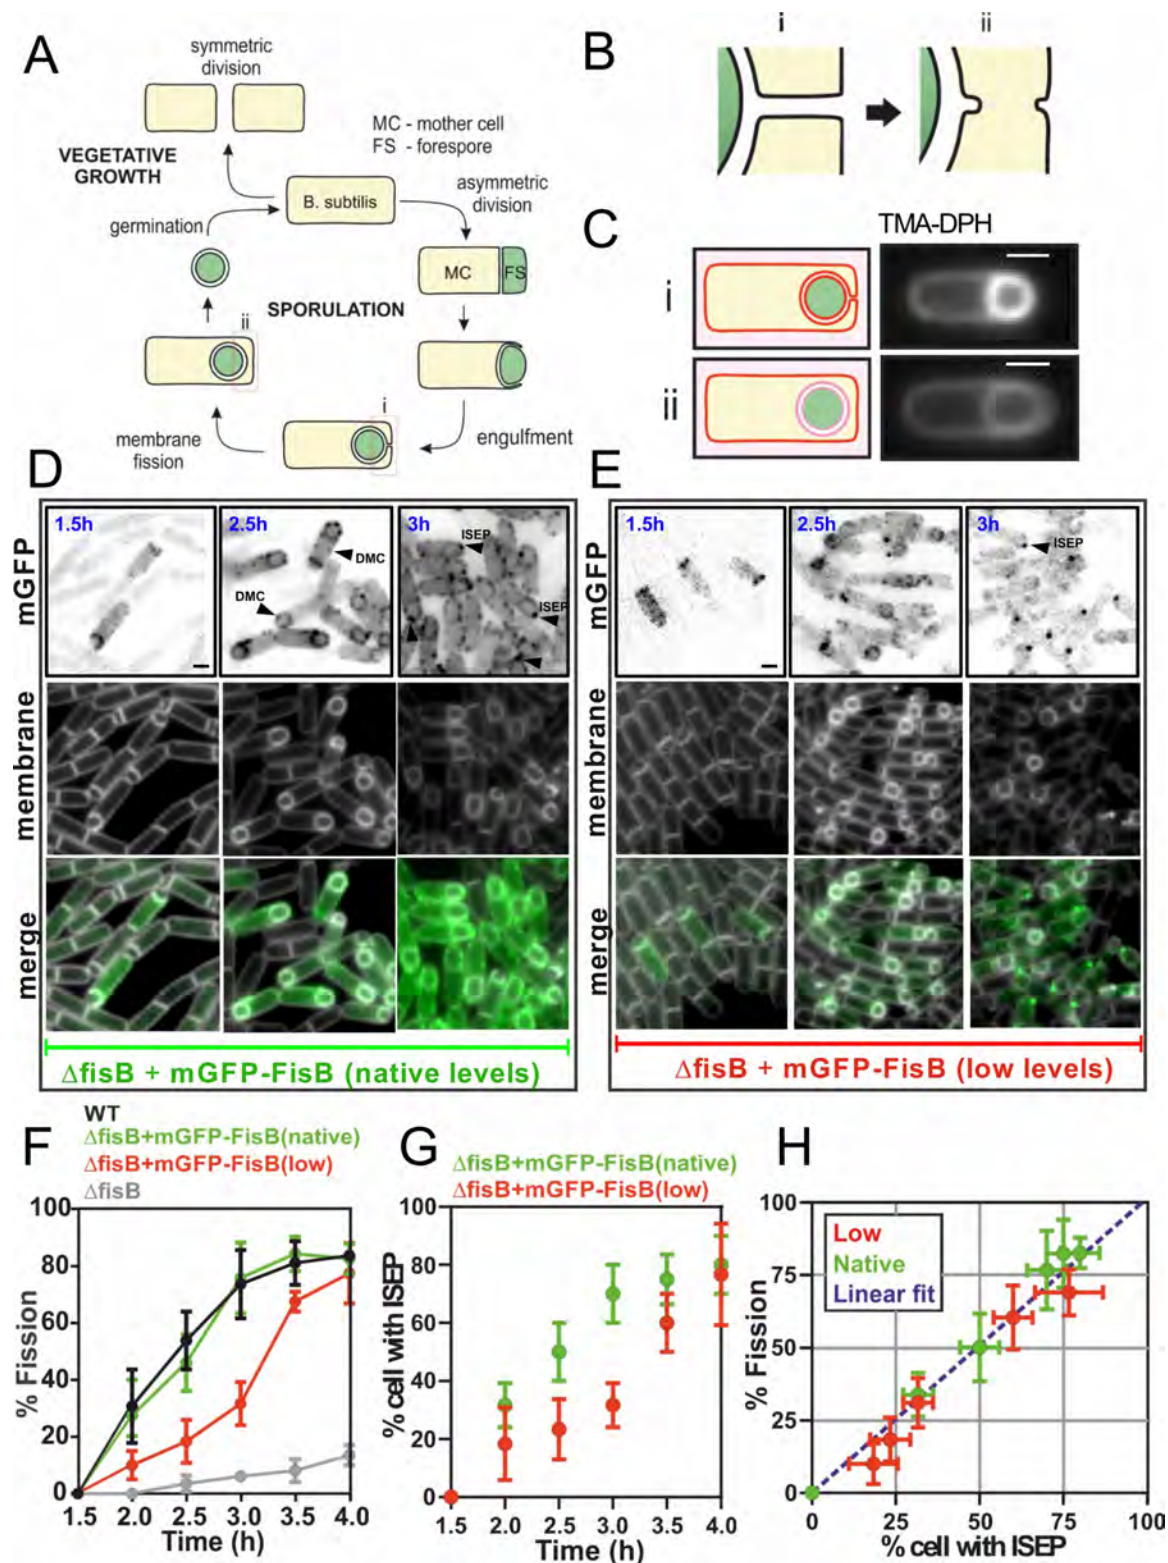 A
symmetric
division
MC - mother cell
FS - forespore
VEGETATIVE
GROWTH
B. subtilis
asymmetric
division
germination
MC
FS
SPORULATION
ii
i
membrane
fission
engulfment
B
i
ii
C
TMA-DPH
i
ii
D
1.5h
2.5h
3h
ISEP
DMC
DMC
ISEP
mGFP
membrane
merge
ΔfisB + mGFP-FisB (native levels)
E
1.5h
2.5h
3h
ISEP
mGFP
membrane
merge
ΔfisB + mGFP-FisB (low levels)
F
WT
ΔfisB+mGFP-FisB(native)
ΔfisB+mGFP-FisB(low)
ΔfisB
100
80
60
40
20
0
% Fission
1.5 2.0 2.5 3.0 3.5 4.0
Time (h)
G
ΔfisB+mGFP-FisB(native)
ΔfisB+mGFP-FisB(low)
100
80
60
40
20
0
% cell with ISEP
1.5 2.0 2.5 3.0 3.5 4.0
Time (h)
H
Low
Native
Linear fit
100
75
50
25
0
% Fission
0 25 50 75 100
% cell with ISEP